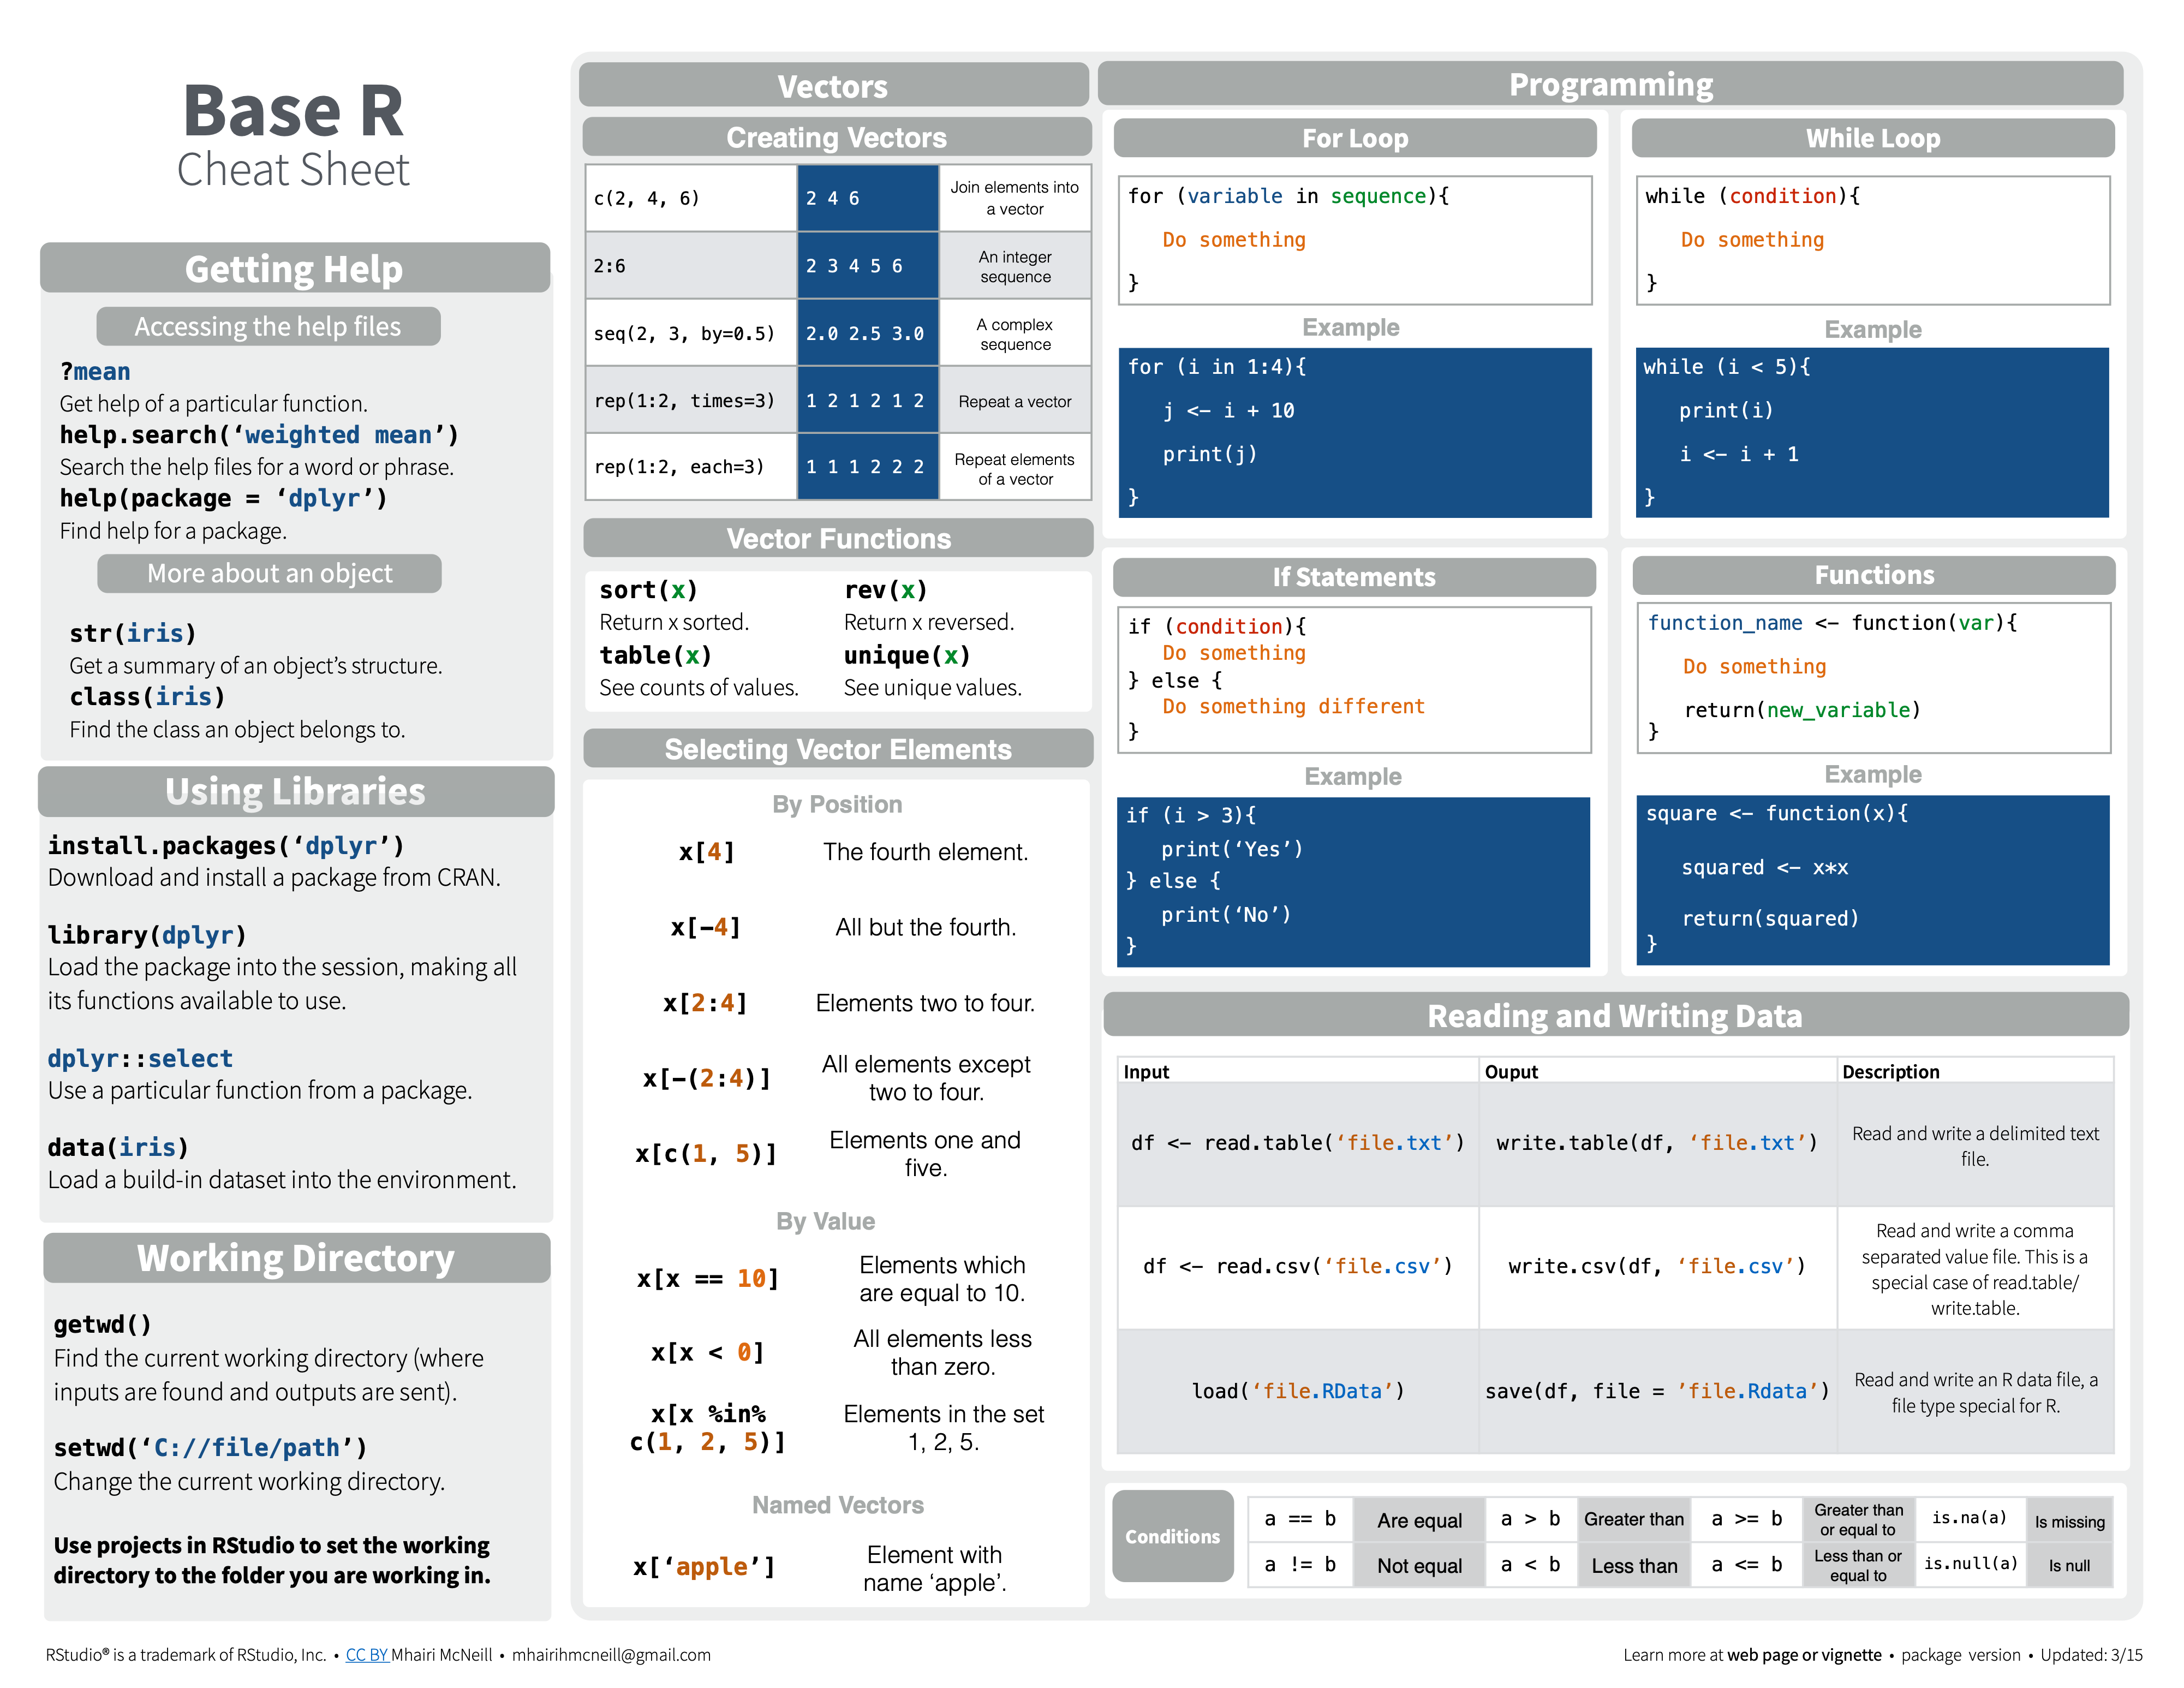 Base R
Cheat Sheet
Getting Help
Accessing the help files
?mean
Get help of a particular function.
help.search(‘weighted mean’)
Search the help files for a word or phrase.
help(package = ‘dplyr’)
Find help for a package.
More about an object
str(iris)
Get a summary of an object’s structure.
class(iris)
Find the class an object belongs to.
Using Libraries
install.packages(‘dplyr’)
Download and install a package from CRAN.
library(dplyr)
Load the package into the session, making all
its functions available to use.
dplyr::select
Use a particular function from a package.
data(iris)
Load a build-in dataset into the environment.
Working Directory
getwd()
Find the current working directory (where
inputs are found and outputs are sent).
setwd(‘C://file/path’)
Change the current working directory.
Use projects in RStudio to set the working
directory to the folder you are working in.
Vectors
Creating Vectors
c(2, 4, 6)
2 4 6
Join elements into
a vector
2:6
2 3 4 5 6
An integer
sequence
seq(2, 3, by=0.5)
2.0 2.5 3.0
A complex
sequence
rep(1:2, times=3)
1 2 1 2 1 2
Repeat a vector
rep(1:2, each=3)
1 1 1 2 2 2
Repeat elements
of a vector
Vector Functions
sort(x)
Return x sorted.
rev(x)
Return x reversed.
table(x)
See counts of values.
unique(x)
See unique values.
Selecting Vector Elements
By Position
x[4]
The fourth element.
x[-4]
All but the fourth.
x[2:4]
Elements two to four.
x[-(2:4)]
All elements except
two to four.
x[c(1, 5)]
Elements one and
five.
By Value
x[x == 10]
Elements which
are equal to 10.
x[x < 0]
All elements less
than zero.
x[x %in%
c(1, 2, 5)]
Elements in the set
1, 2, 5.
Named Vectors
x[‘apple’]
Element with
name ‘apple’.
Programming
For Loop
for (variable in sequence){
Do something
}
Example
for (i in 1:4){
j <- i + 10
print(j)
}
While Loop
while (condition){
Do something
}
Example
while (i < 5){
print(i)
i <- i + 1
}
If Statements
if (condition){
Do something
} else {
Do something different
}
Example
if (i > 3){
print(‘Yes’)
} else {
print(‘No’)
}
Functions
function_name <- function(var){
Do something
return(new_variable)
}
Example
square <- function(x){
squared <- x*x
return(squared)
}
Reading and Writing Data
Input
Ouput
Description
df <- read.table(‘file.txt’)
write.table(df, ‘file.txt’)
Read and write a delimited text
file.
df <- read.csv(‘file.csv’)
write.csv(df, ‘file.csv’)
Read and write a comma
separated value file. This is a
special case of read.table/
write.table.
load(‘file.RData’)
save(df, file = ’file.Rdata’)
Read and write an R data file, a
file type special for R.
Conditions
a == b
Are equal
a > b
Greater than
a >= b
Greater than
or equal to
is.na(a)
Is missing
a != b
Not equal
a < b
Less than
a <= b
Less than or
equal to
is.null(a)
Is null
RStudio® is a trademark of RStudio, Inc. • CC BY Mhairi McNeill • mhairihmcneill@gmail.com
Learn more at web page or vignette • package version • Updated: 3/15